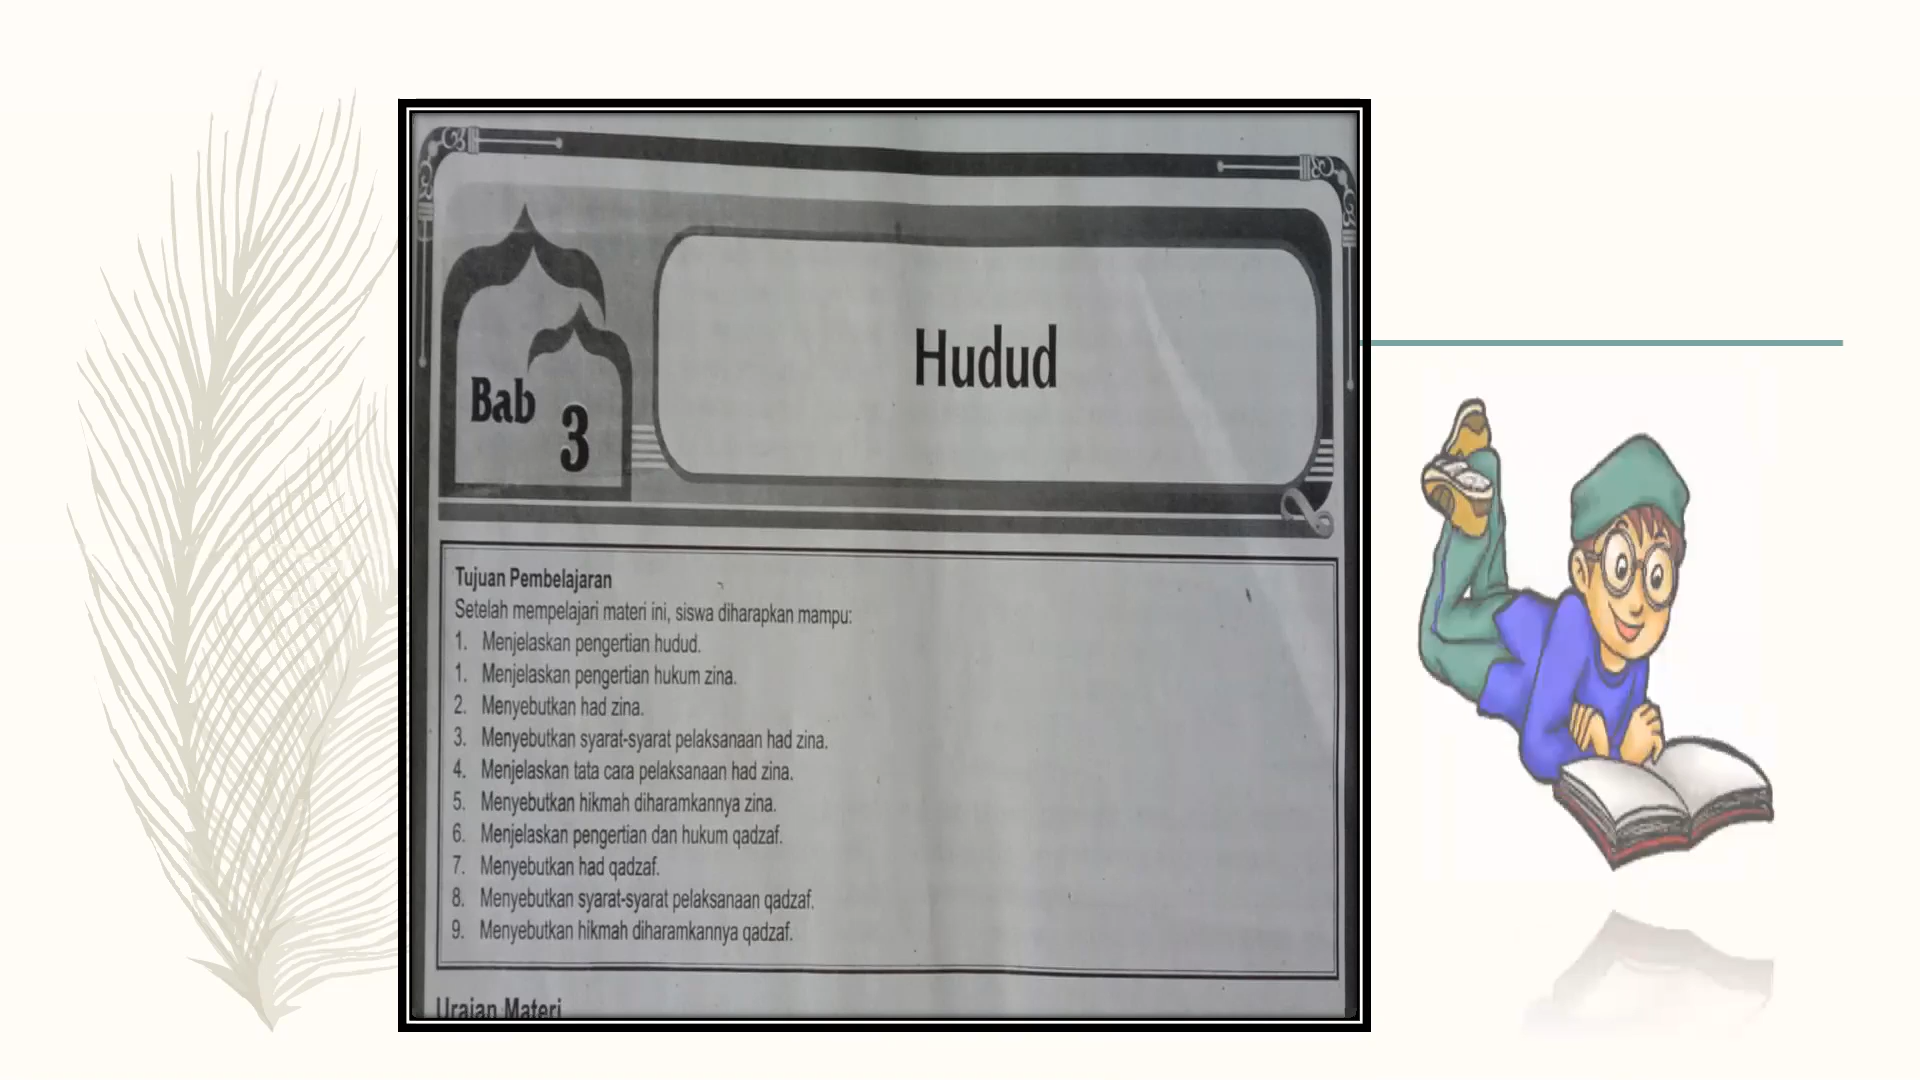 Bab
3
Hudud
Tujuan Pembelajaran
Setelah mempelajari materi ini, siswa diharapkan mampu:
1. Menjelaskan pengertian hudud.
1. Menjelaskan pengertian hukum zina.
2. Menyebutkan had zina.
3. Menyebutkan syarat-syarat pelaksanaan had zina.
4. Menjelaskan tata cara pelaksanaan had zina.
5. Menyebutkan hikmah diharamkannya zina.
6. Menjelaskan pengertian dan hukum qadzaf.
7. Menyebutkan had qadzaf.
8. Menyebutkan syarat-syarat pelaksanaan qadzaf.
9. Menyebutkan hikmah diharamkannya qadzaf.
Uraian Materi